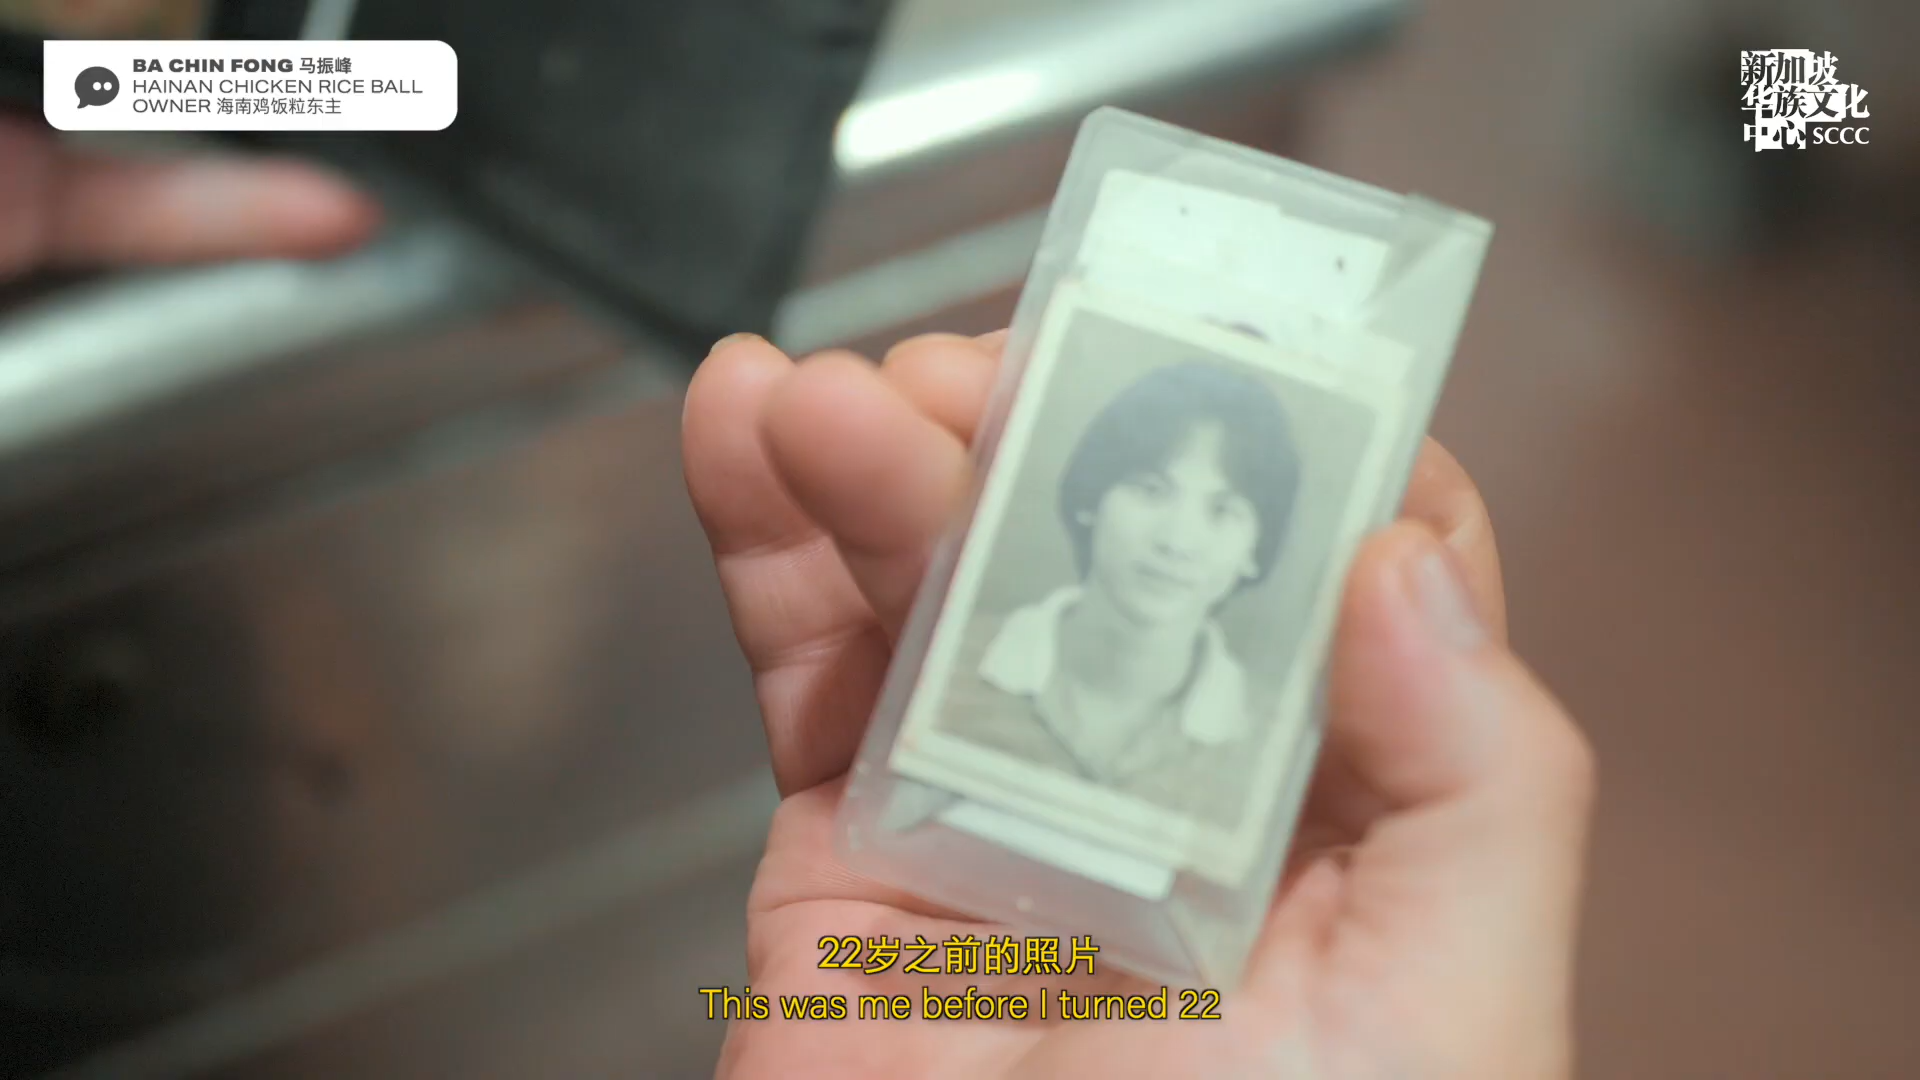 BA CHIN FONG 马振峰
HAINAN CHICKEN RICE BALL
OWNER 海南鸡饭粒东主
新加坡
华族文化
中心 SCCC
22岁之前的照片
This was me before I turned 22